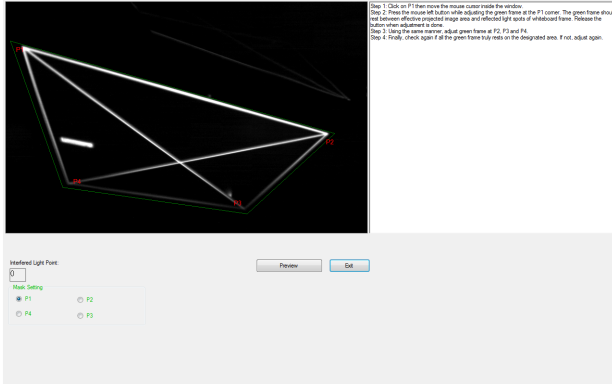 Step 1: Click on P1 then move the mouse cursor inside the window.
Step 2: Press the mouse left button while adjusting the green frame at the P1 corner. The green frame shou
rest between effective projected image area and reflected light spots of whiteboard frame. Release the
button when adjustment is done.
Step 3: Using the same manner, adjust green frame at P2, P3 and P4.
Step 4: Finally, check again if all the green frame truly rests on the designated area. If not, adjust again.
P1
P2
P4
P3
Interfered Light Point:
0
Preview
Exit
Mask Setting
P1
P2
P4
P3